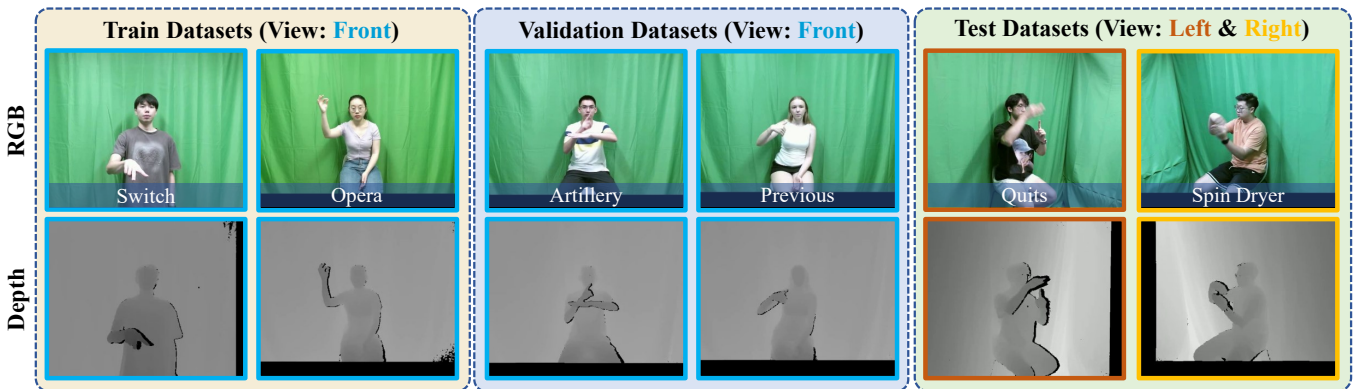 Train Datasets (View: Front)
Validation Datasets (View: Front)
Test Datasets (View: Left & Right)
RGB
Switch
Opera
Artillery
Previous
Quits
Spin Dryer
Depth